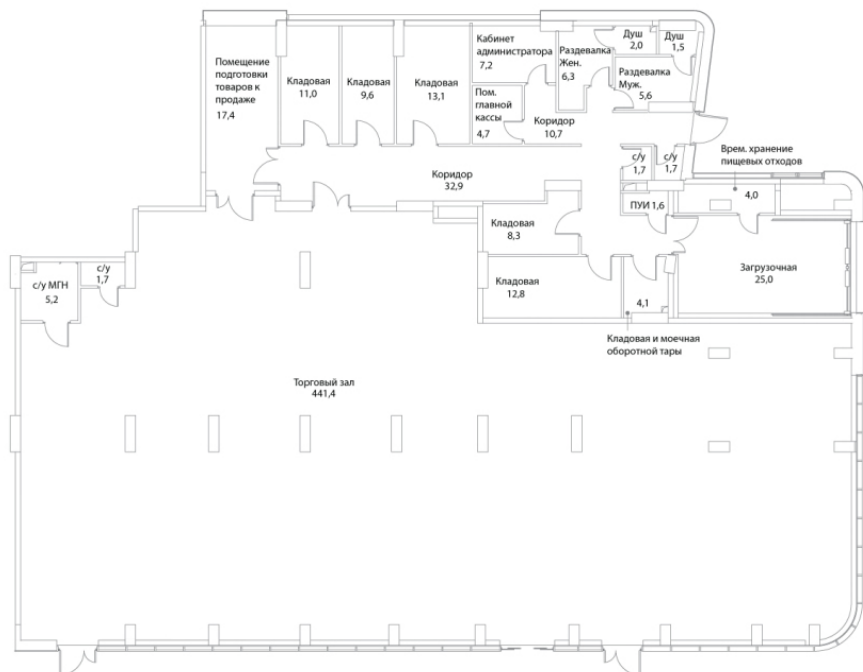 Помещение
подготовки
товаров к
продаже
17,4
Кладовая
11,0
Кладовая
9,6
Кладовая
13,1
Кабинет
администратора
7,2
Пом.
главной
кассы
4,7
Раздевалка
Жен.
6,3
Душ
2,0
Душ
1,5
Раздевалка
Муж.
5,6
Коридор
10,7
Коридор
32,9
с/у
1,7
с/у
1,7
Врем. хранение
пищевых отходов
4,0
ПУИ 1,6
Кладовая
8,3
Кладовая
12,8
4,1
Загрузочная
25,0
Кладовая и моечная
оборотной тары
с/у МГН
5,2
с/у
1,7
Торговый зал
441,4